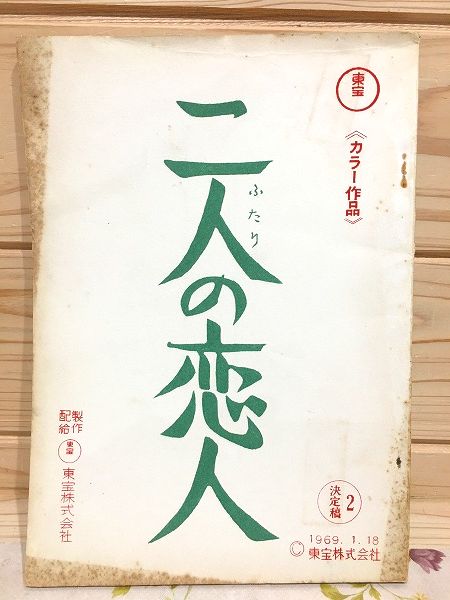 東宝
《カラー作品》
二人の恋人
ふたり
製作
配給
東宝
東宝株式会社
決定稿 2
1969.1.18
©東宝株式会社